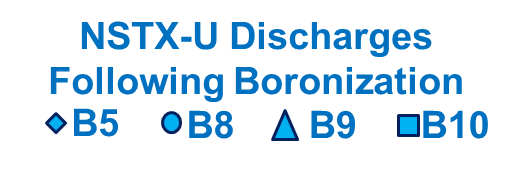 NSTX-U Discharges
Following Boronization
B5 B8 B9 B10